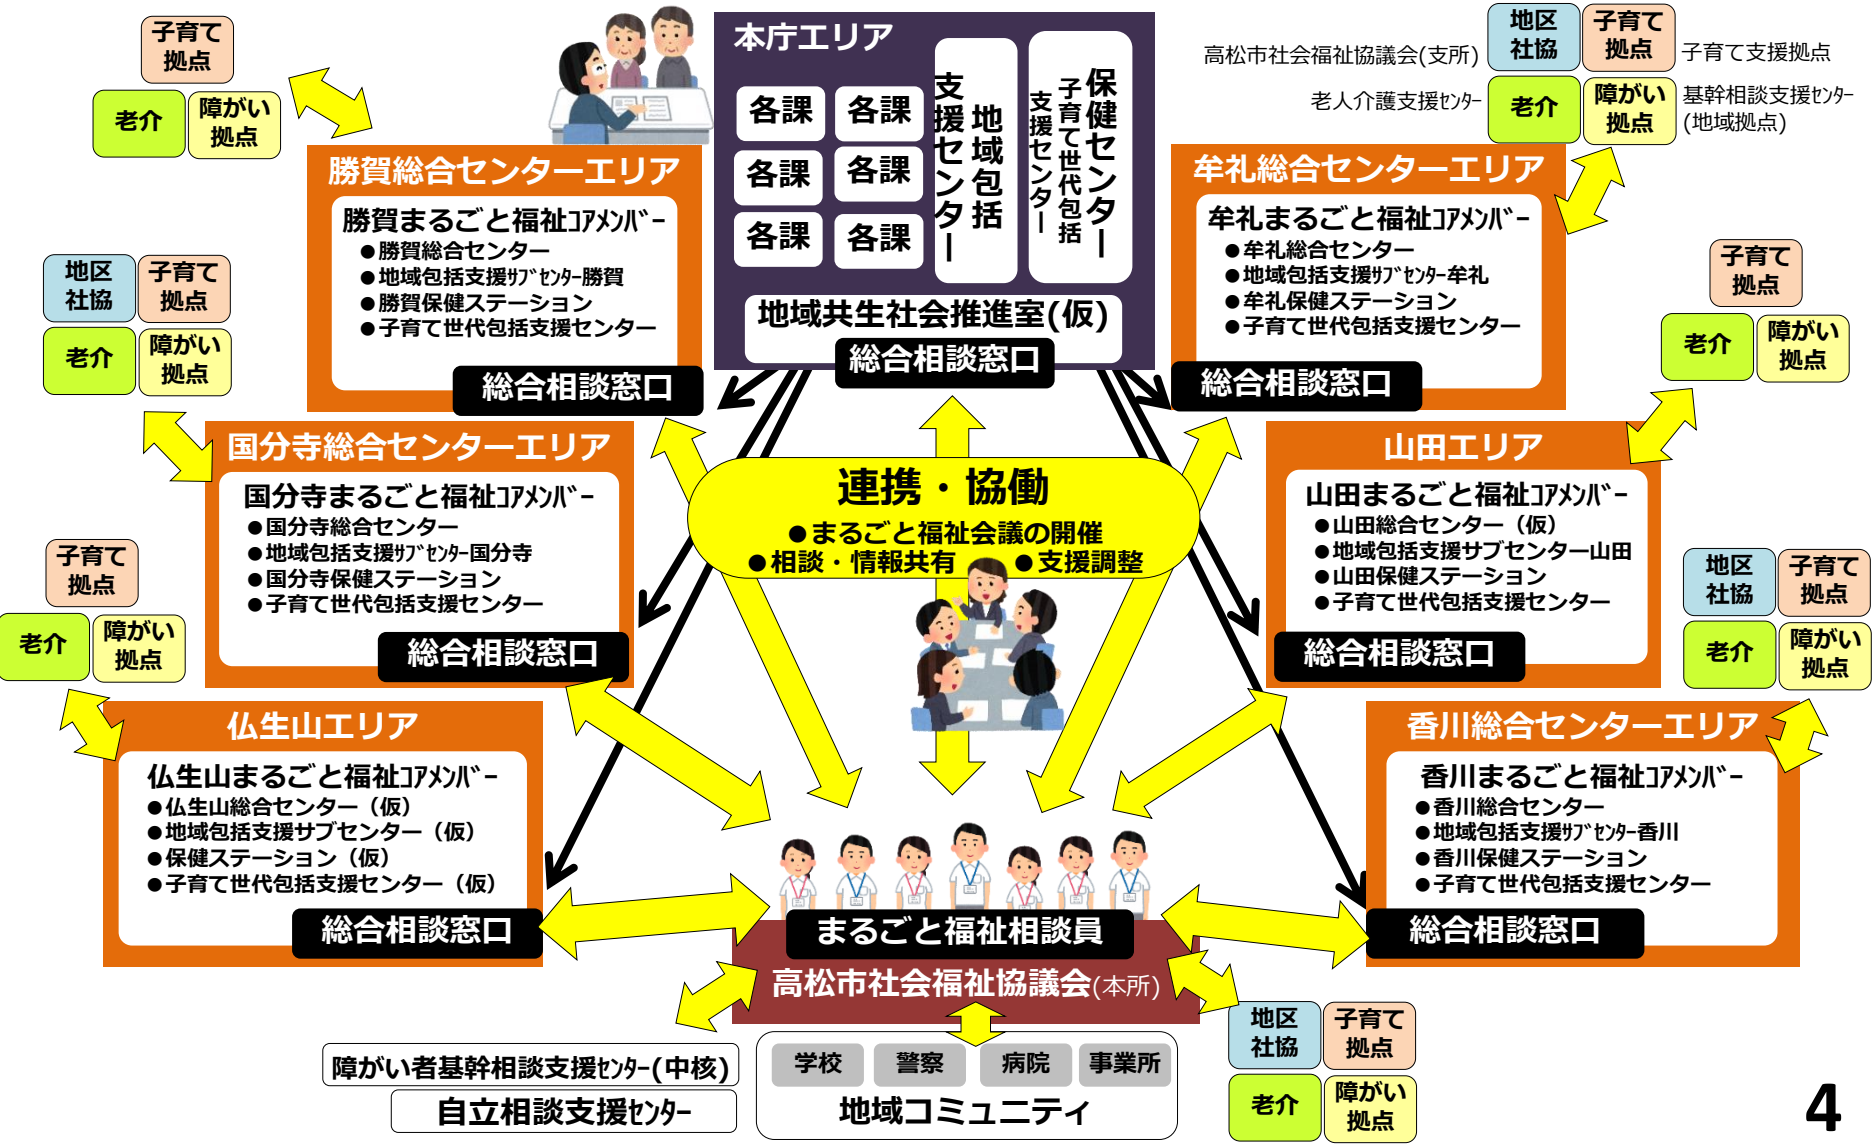 子育て
拠点
老介
障がい
拠点
本庁エリア
各課
各課
各課
各課
各課
各課
地域包括
支援センター
保健センター
子育て世代包括
支援センター
地域共生社会推進室(仮)
総合相談窓口
高松市社会福祉協議会(支所)
地区
社協
子育て
拠点
子育て支援拠点
老人介護支援ｾﾝﾀｰ
老介
障がい
拠点
基幹相談支援ｾﾝﾀｰ
(地域拠点)
勝賀総合センターエリア
勝賀まるごと福祉ｺｱﾒﾝﾊﾞｰ
●勝賀総合センター
●地域包括支援ｻﾌﾞｾﾝﾀｰ勝賀
●勝賀保健ステーション
●子育て世代包括支援センター
総合相談窓口
牟礼総合センターエリア
牟礼まるごと福祉ｺｱﾒﾝﾊﾞｰ
●牟礼総合センター
●地域包括支援ｻﾌﾞｾﾝﾀｰ牟礼
●牟礼保健ステーション
●子育て世代包括支援センター
総合相談窓口
地区
社協
子育て
拠点
老介
障がい
拠点
子育て
拠点
老介
障がい
拠点
国分寺総合センターエリア
国分寺まるごと福祉ｺｱﾒﾝﾊﾞｰ
●国分寺総合センター
●地域包括支援ｻﾌﾞｾﾝﾀｰ国分寺
●国分寺保健ステーション
●子育て世代包括支援センター
総合相談窓口
連携・協働
●まるごと福祉会議の開催
●相談・情報共有　●支援調整
山田エリア
山田まるごと福祉ｺｱﾒﾝﾊﾞｰ
●山田総合センター（仮）
●地域包括支援サブセンター山田
●山田保健ステーション
●子育て世代包括支援センター
総合相談窓口
子育て
拠点
老介
障がい
拠点
地区
社協
子育て
拠点
老介
障がい
拠点
仏生山エリア
仏生山まるごと福祉ｺｱﾒﾝﾊﾞｰ
●仏生山総合センター（仮）
●地域包括支援サブセンター（仮）
●保健ステーション（仮）
●子育て世代包括支援センター（仮）
総合相談窓口
香川総合センターエリア
香川まるごと福祉ｺｱﾒﾝﾊﾞｰ
●香川総合センター
●地域包括支援ｻﾌﾞｾﾝﾀｰ香川
●香川保健ステーション
●子育て世代包括支援センター
総合相談窓口
まるごと福祉相談員
高松市社会福祉協議会(本所)
障がい者基幹相談支援ｾﾝﾀｰ(中核)
自立相談支援ｾﾝﾀｰ
学校
警察
病院
事業所
地域コミュニティ
地区
社協
子育て
拠点
老介
障がい
拠点
4